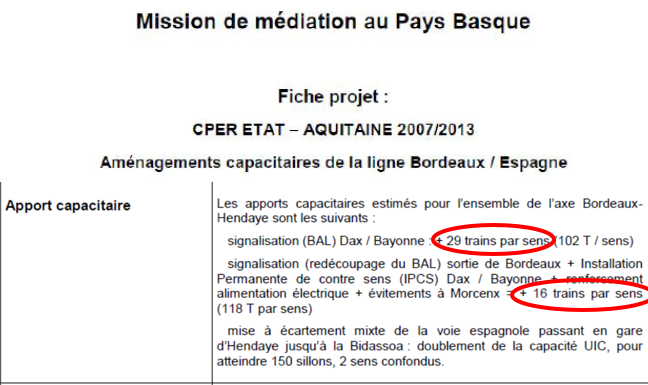 Mission de médiation au Pays Basque
Fiche projet :
CPER ETAT – AQUITAINE 2007/2013
Aménagements capacitaires de la ligne Bordeaux / Espagne
Apport capacitaire
Les apports capacitaires estimés pour l'ensemble de l'axe Bordeaux-
Hendaye sont les suivants :
signalisation (BAL) Dax / Bayonne : + 29 trains par sens (102 T / sens)
signalisation (redécoupage du BAL) sortie de Bordeaux + Installation
Permanente de contre sens (IPCS) Dax / Bayonne + renforcement
alimentation électrique + évitements à Morcenx = + 16 trains par sens
(118 T par sens)
mise à écartement mixte de la voie espagnole passant en gare
d'Hendaye jusqu'à la Bidassoa : doublement de la capacité UIC, pour
atteindre 150 sillons, 2 sens confondus.